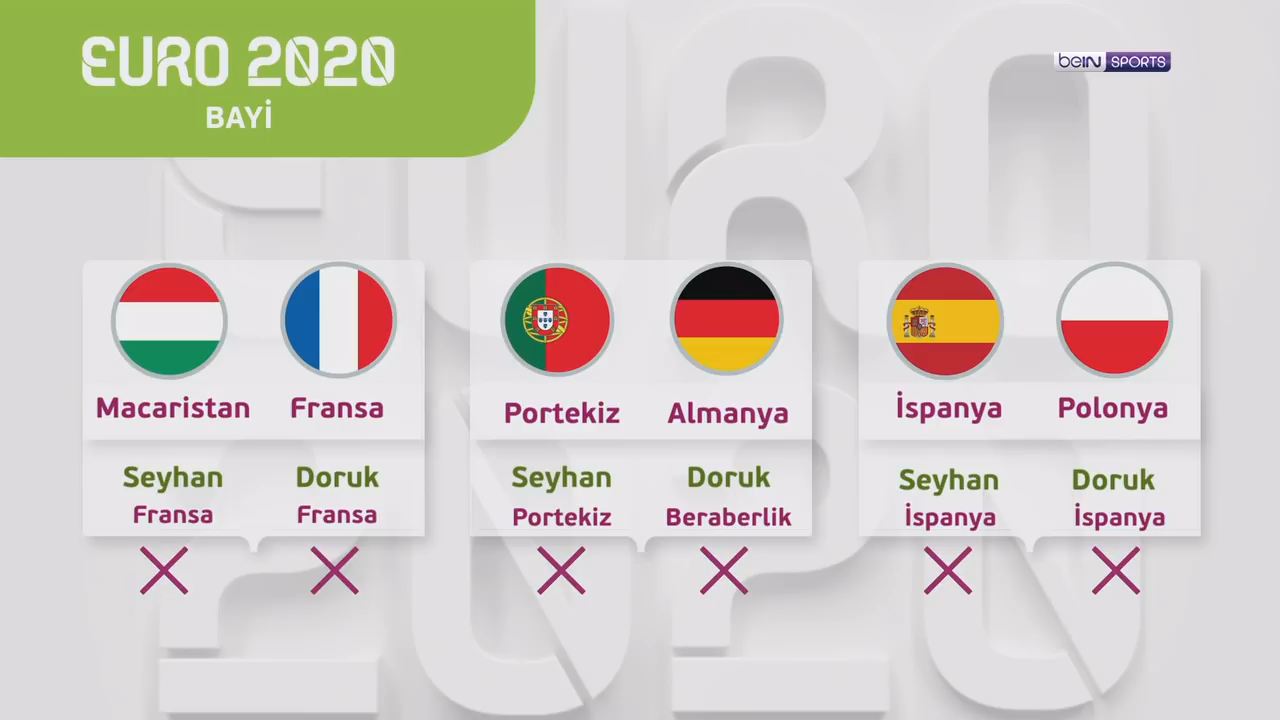 EURO 2020
BAYİ
beIN SPORTS
Macaristan Fransa
Seyhan Doruk
Fransa Fransa
Portekiz Almanya
Seyhan Doruk
Portekiz Beraberlik
İspanya Polonya
Seyhan Doruk
İspanya İspanya